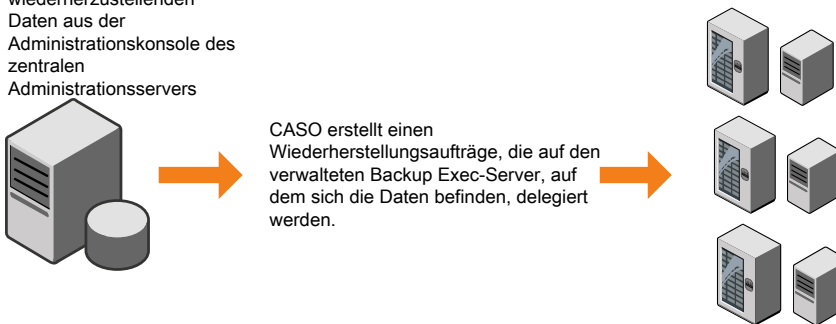 wiederherzustellenden
Daten aus der
Administrationskonsole des
zentralen
Administrationsservers
CASO erstellt einen
Wiederherstellungsaufträge, die auf den
verwalteten Backup Exec-Server, auf
dem sich die Daten befinden, delegiert
werden.